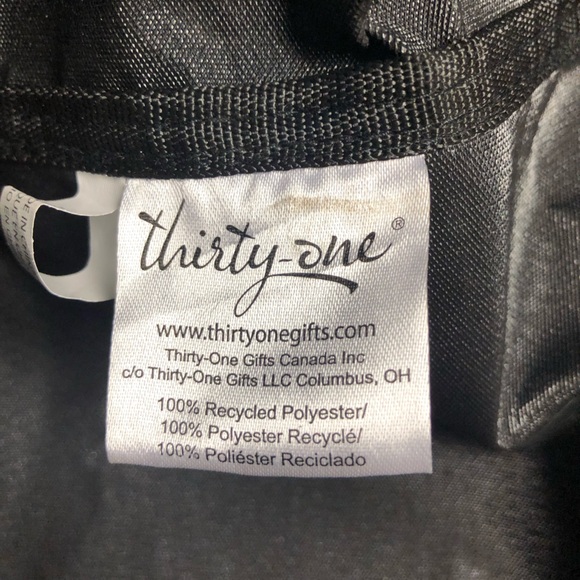 thirty-one®
www.thirtyonegifts.com
Thirty-One Gifts Canada Inc
c/o Thirty-One Gifts LLC Columbus, OH
100% Recycled Polyester/
100% Polyester Recyclé/
100% Poliéster Reciclado